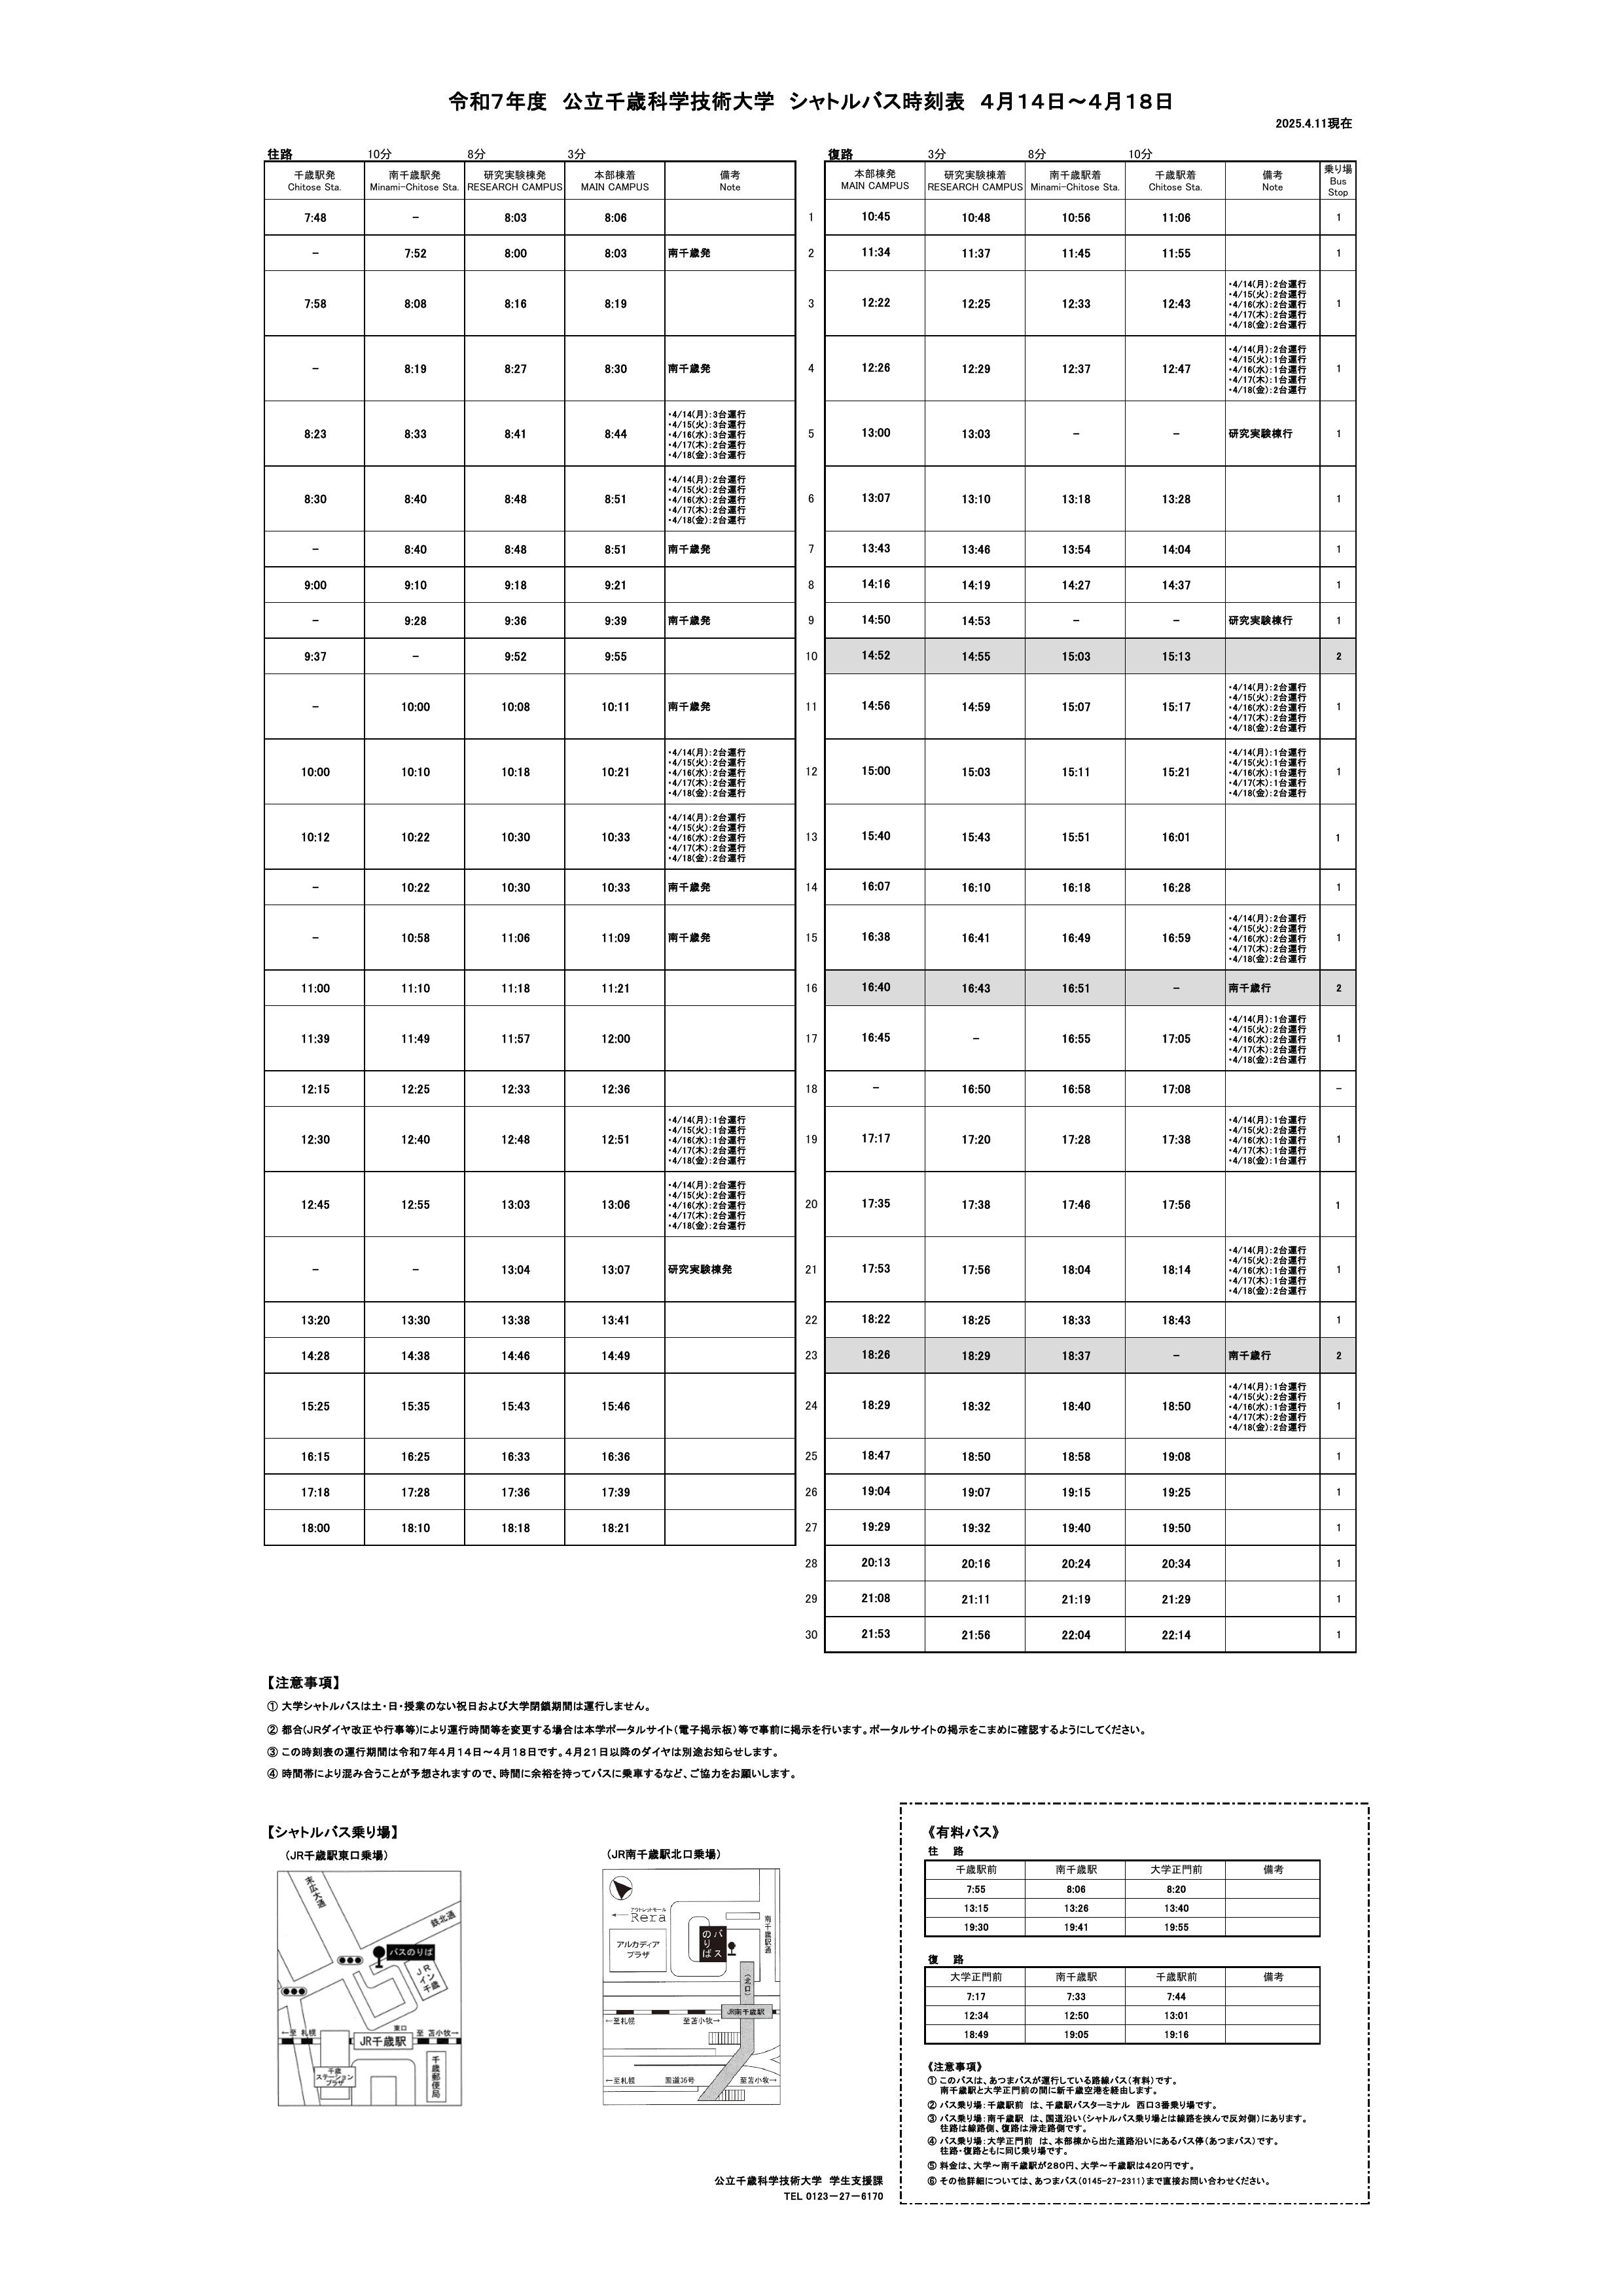 令和7年度　公立千歳科学技術大学　シャトルバス時刻表　4月14日～4月18日
2025.4.11現在
往路 10分 8分 3分
千歳駅発 南千歳駅発 研究実験棟発 本部棟着 備考
Chitose Sta. Minami-Chitose Sta. RESEARCH CAMPUS MAIN CAMPUS Note
7:48 － 8:03 8:06
－ 7:52 8:00 8:03 南千歳発
7:58 8:08 8:16 8:19
－ 8:19 8:27 8:30 南千歳発
8:23 8:33 8:41 8:44
・4/14(月):3台運行
・4/15(火):3台運行
・4/16(水):3台運行
・4/17(木):2台運行
・4/18(金):3台運行
8:30 8:40 8:48 8:51
・4/14(月):2台運行
・4/15(火):2台運行
・4/16(水):2台運行
・4/17(木):2台運行
・4/18(金):2台運行
－ 8:40 8:48 8:51 南千歳発
9:00 9:10 9:18 9:21
－ 9:28 9:36 9:39 南千歳発
9:37 － 9:52 9:55
－ 10:00 10:08 10:11 南千歳発
10:00 10:10 10:18 10:21
・4/14(月):2台運行
・4/15(火):2台運行
・4/16(水):2台運行
・4/17(木):2台運行
・4/18(金):2台運行
10:12 10:22 10:30 10:33
・4/14(月):2台運行
・4/15(火):2台運行
・4/16(水):2台運行
・4/17(木):2台運行
・4/18(金):2台運行
－ 10:22 10:30 10:33 南千歳発
－ 10:58 11:06 11:09 南千歳発
11:00 11:10 11:18 11:21
11:39 11:49 11:57 12:00
12:15 12:25 12:33 12:36
12:30 12:40 12:48 12:51
・4/14(月):1台運行
・4/15(火):1台運行
・4/16(水):1台運行
・4/17(木):2台運行
・4/18(金):2台運行
12:45 12:55 13:03 13:06
・4/14(月):2台運行
・4/15(火):2台運行
・4/16(水):2台運行
・4/17(木):2台運行
・4/18(金):2台運行
－ － 13:04 13:07 研究実験棟発
13:20 13:30 13:38 13:41
14:28 14:38 14:46 14:49
15:25 15:35 15:43 15:46
16:15 16:25 16:33 16:36
17:18 17:28 17:36 17:39
18:00 18:10 18:18 18:21
復路 3分 8分 10分
本部棟発 研究実験棟着 南千歳駅着 千歳駅着 備考 乗り場
MAIN CAMPUS RESEARCH CAMPUS Minami-Chitose Sta. Chitose Sta. Note Bus Stop
1 10:45 10:48 10:56 11:06 1
2 11:34 11:37 11:45 11:55 1
3 12:22 12:25 12:33 12:43 1
・4/14(月):2台運行
・4/15(火):2台運行
・4/16(水):2台運行
・4/17(木):2台運行
・4/18(金):2台運行
4 12:26 12:29 12:37 12:47 1
・4/14(月):2台運行
・4/15(火):1台運行
・4/16(水):1台運行
・4/17(木):1台運行
・4/18(金):2台運行
5 13:00 13:03 － － 研究実験棟行 1
6 13:07 13:10 13:18 13:28 1
7 13:43 13:46 13:54 14:04 1
8 14:16 14:19 14:27 14:37 1
9 14:50 14:53 － － 研究実験棟行 1
10 14:52 14:55 15:03 15:13 2
11 14:56 14:59 15:07 15:17 1
・4/14(月):2台運行
・4/15(火):2台運行
・4/16(水):2台運行
・4/17(木):2台運行
・4/18(金):2台運行
12 15:00 15:03 15:11 15:21 1
・4/14(月):1台運行
・4/15(火):1台運行
・4/16(水):1台運行
・4/17(木):1台運行
・4/18(金):2台運行
13 15:40 15:43 15:51 16:01 1
14 16:07 16:10 16:18 16:28 1
15 16:38 16:41 16:49 16:59 1
・4/14(月):2台運行
・4/15(火):2台運行
・4/16(水):2台運行
・4/17(木):2台運行
・4/18(金):2台運行
16 16:40 16:43 16:51 － 南千歳行 2
17 16:45 － 16:55 17:05 1
・4/14(月):1台運行
・4/15(火):2台運行
・4/16(水):2台運行
・4/17(木):2台運行
・4/18(金):2台運行
18 － 16:50 16:58 17:08 －
19 17:17 17:20 17:28 17:38 1
・4/14(月):1台運行
・4/15(火):2台運行
・4/16(水):1台運行
・4/17(木):1台運行
・4/18(金):1台運行
20 17:35 17:38 17:46 17:56 1
21 17:53 17:56 18:04 18:14 1
・4/14(月):2台運行
・4/15(火):2台運行
・4/16(水):1台運行
・4/17(木):1台運行
・4/18(金):2台運行
22 18:22 18:25 18:33 18:43 1
23 18:26 18:29 18:37 － 南千歳行 2
24 18:29 18:32 18:40 18:50 1
・4/14(月):1台運行
・4/15(火):2台運行
・4/16(水):1台運行
・4/17(木):2台運行
・4/18(金):2台運行
25 18:47 18:50 18:58 19:08 1
26 19:04 19:07 19:15 19:25 1
27 19:29 19:32 19:40 19:50 1
28 20:13 20:16 20:24 20:34 1
29 21:08 21:11 21:19 21:29 1
30 21:53 21:56 22:04 22:14 1
【注意事項】
① 大学シャトルバスは土・日・授業のない祝日および大学閉鎖期間は運行しません。
② 都合(JRダイヤ改正や行事等)により運行時間等を変更する場合は本学ポータルサイト(電子掲示板)等で事前に掲示を行います。ポータルサイトの掲示をこまめに確認するようにしてください。
③ この時刻表の運行期間は令和7年4月14日～4月18日です。4月21日以降のダイヤは別途お知らせします。
④ 時間帯により混み合うことが予想されますので、時間に余裕を持ってバスに乗車するなど、ご協力をお願いします。
【シャトルバス乗り場】
(JR千歳駅東口乗場)
末広大通
鉄北通
バスのりば
JRイン千歳
←至 札幌
東口
至 苫小牧→
JR千歳駅
千歳ステーションプラザ
千歳郵便局
(JR南千歳駅北口乗場)
アウトレットモール
←Rera
アルカディアプラザ
バスのりば
南千歳駅通
(北口)
JR南千歳駅
←至札幌
至苫小牧→
←至札幌
国道36号
至苫小牧→
《有料バス》
往　路
千歳駅前 南千歳駅 大学正門前 備考
7:55 8:06 8:20
13:15 13:26 13:40
19:30 19:41 19:55
復　路
大学正門前 南千歳駅 千歳駅前 備考
7:17 7:33 7:44
12:34 12:50 13:01
18:49 19:05 19:16
《注意事項》
① このバスは、あつまバスが運行している路線バス(有料)です。
南千歳駅と大学正門前の間に新千歳空港を経由します。
② バス乗り場:千歳駅前　は、千歳駅バスターミナル　西口3番乗り場です。
③ バス乗り場:南千歳駅　は、国道沿い(シャトルバス乗り場とは線路を挟んで反対側)にあります。
往路は線路側、復路は滑走路側です。
④ バス乗り場:大学正門前　は、本部棟から出た道路沿いにあるバス停(あつまバス)です。
往路・復路ともに同じ乗り場です。
⑤ 料金は、大学～南千歳駅が280円、大学～千歳駅は420円です。
⑥ その他詳細については、あつまバス(0145-27-2311)まで直接お問い合わせください。
公立千歳科学技術大学　学生支援課
TEL 0123－27－6170